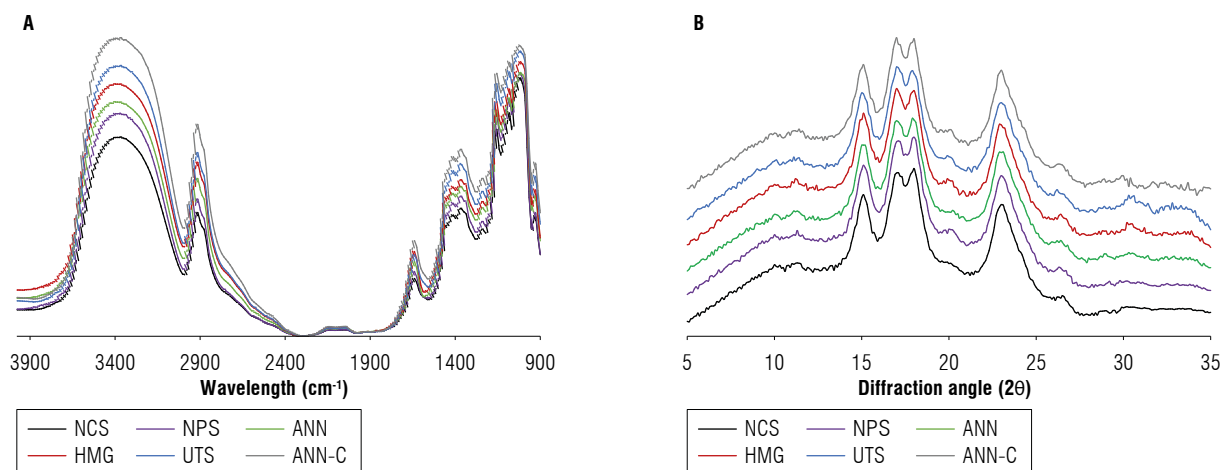 A
3900 3400 2900 2400 1900 1400 900
Wavelength (cm⁻¹)
NCS NPS ANN
HMG UTS ANN-C
B
5 10 15 20 25 30 35
Diffraction angle (2θ)
NCS NPS ANN
HMG UTS ANN-C